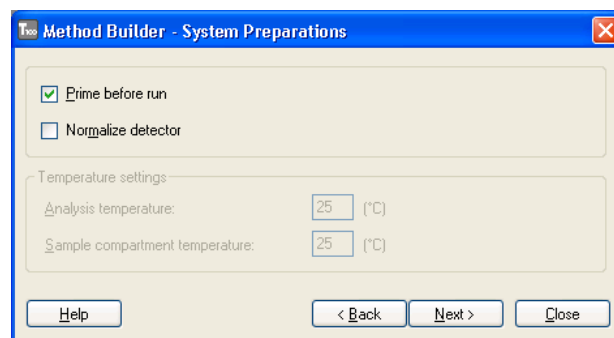 T100 Method Builder - System Preparations
Prime before run
Normalize detector
Temperature settings
Analysis temperature: 25 (°C)
Sample compartment temperature: 25 (°C)
Help < Back Next > Close